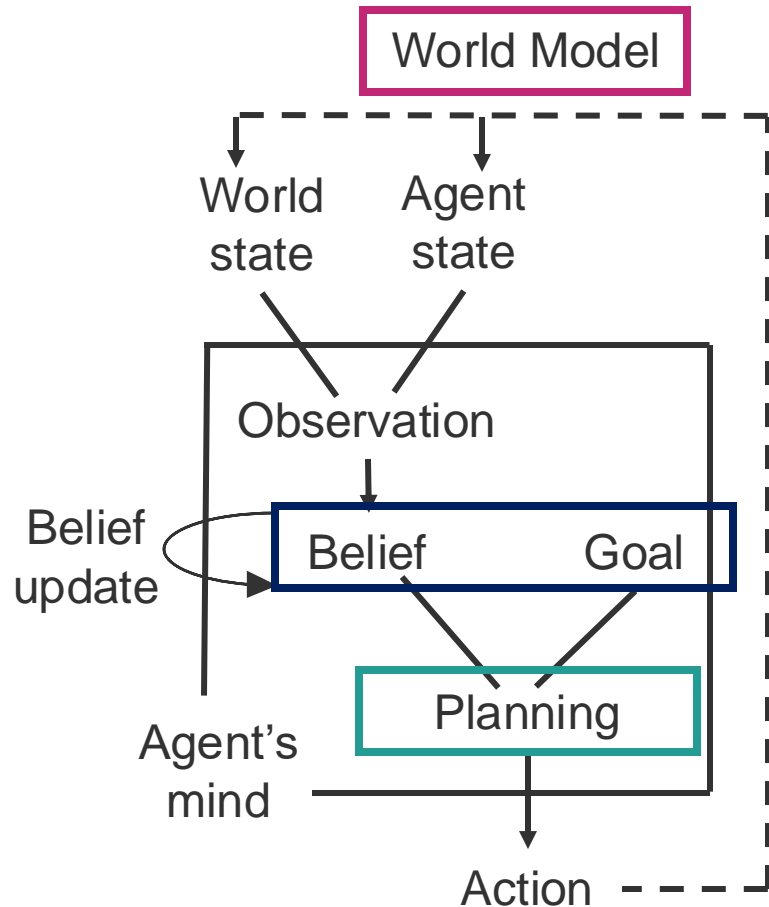 World Model
World
state
Agent
state
Observation
Belief
update
Belief
Goal
Planning
Agent’s
mind
Action